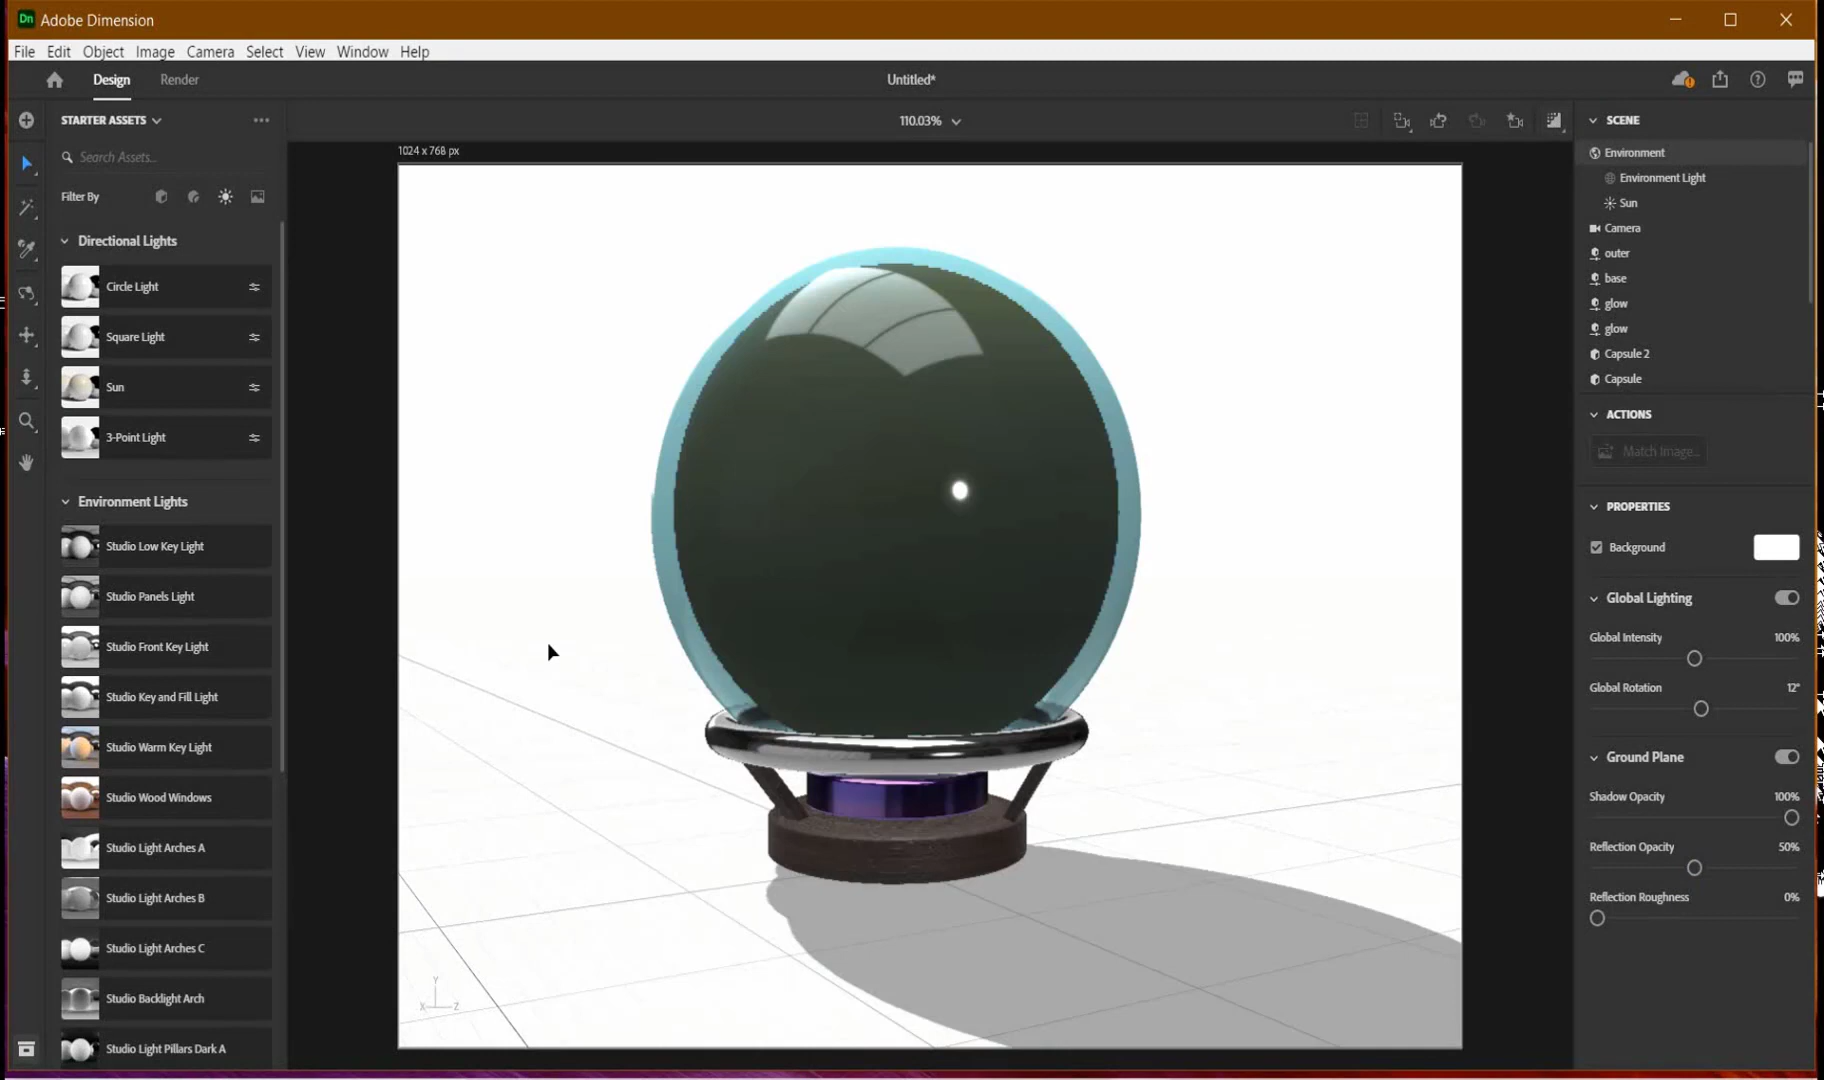 Dn Adobe Dimension
File Edit Object Image Camera Select View Window Help
Design Render Untitled*
STARTER ASSETS
110.03%
1024 x 768 px
Search Assets...
Filter By
Directional Lights
Circle Light
Square Light
Sun
3-Point Light
Environment Lights
Studio Low Key Light
Studio Panels Light
Studio Front Key Light
Studio Key and Fill Light
Studio Warm Key Light
Studio Wood Windows
Studio Light Arches A
Studio Light Arches B
Studio Light Arches C
Studio Backlight Arch
Studio Light Pillars Dark A
Y
X Z
SCENE
Environment
Environment Light
Sun
Camera
outer
base
glow
glow
Capsule 2
Capsule
ACTIONS
Match Image...
PROPERTIES
Background
Global Lighting
Global Intensity 100%
Global Rotation 12°
Ground Plane
Shadow Opacity 100%
Reflection Opacity 50%
Reflection Roughness 0%